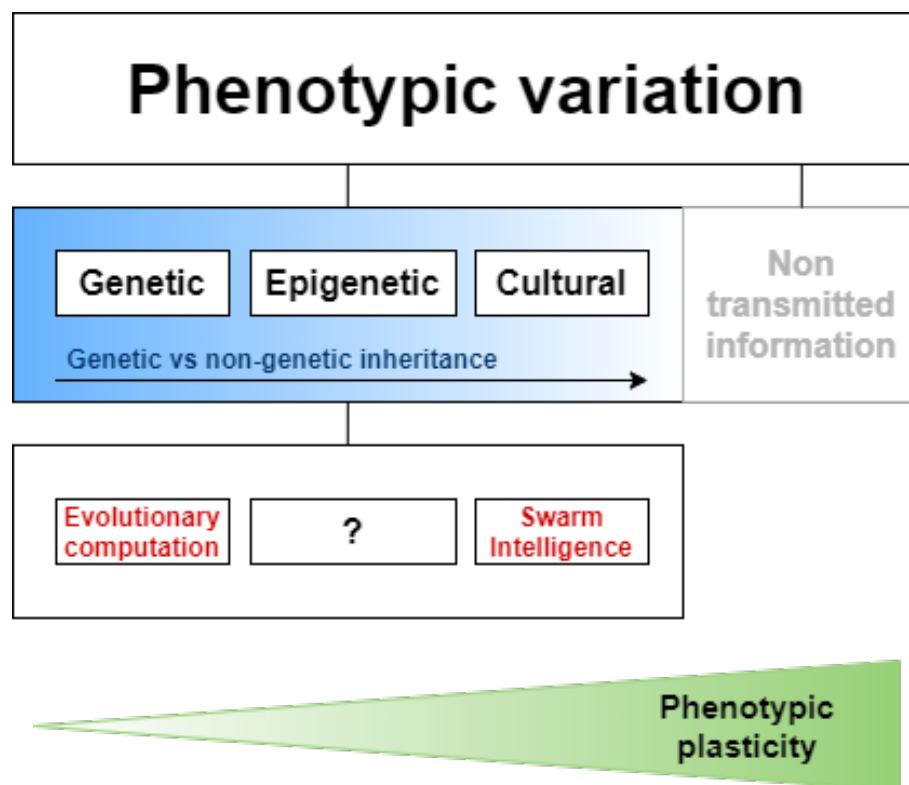 Phenotypic variation
Genetic
Epigenetic
Cultural
Genetic vs non-genetic inheritance
Non
transmitted
information
Evolutionary
computation
?
Swarm
Intelligence
Phenotypic
plasticity